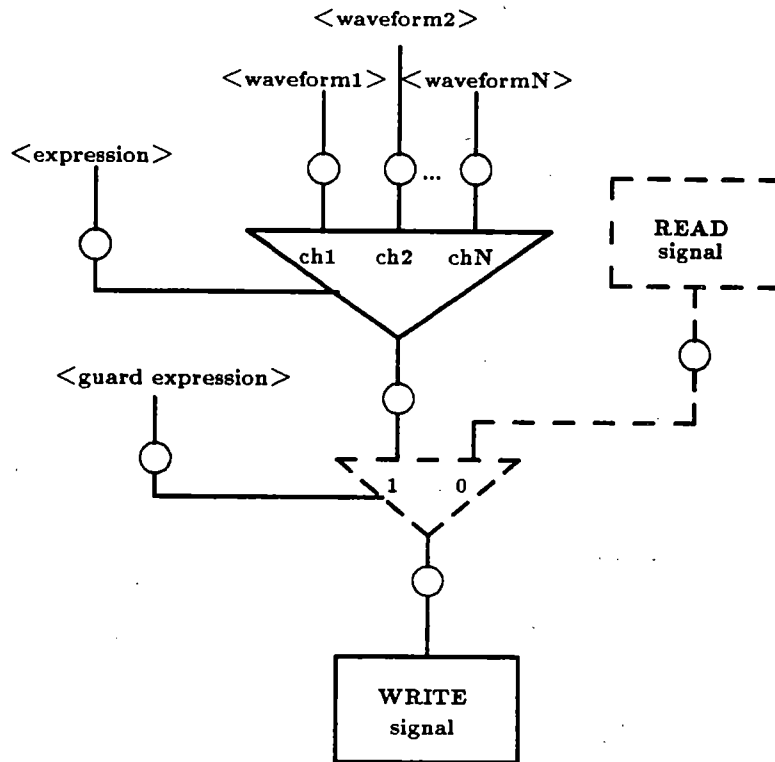 <waveform2>
<waveform1> <waveformN>
<expression>
...
READ
signal
ch1 ch2 chN
<guard expression>
1 0
WRITE
signal